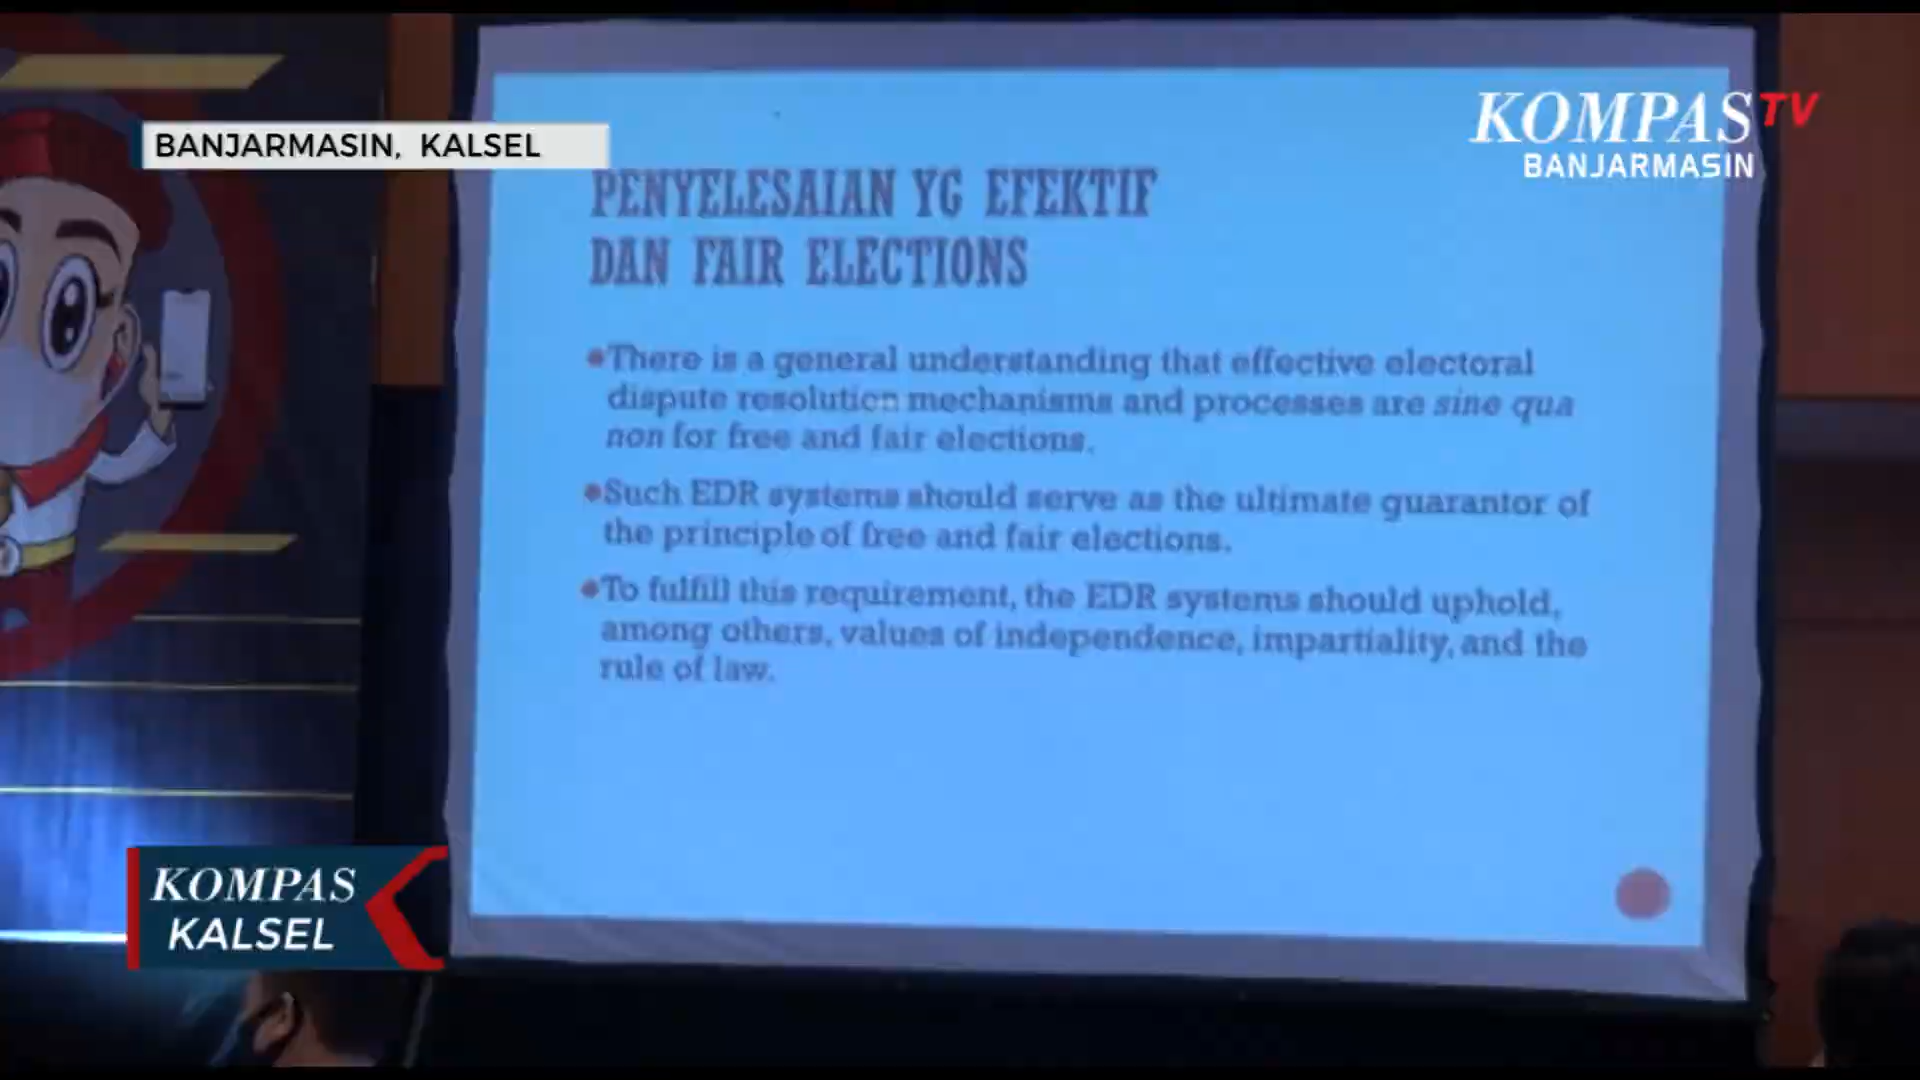 BANJARMASIN, KALSEL
KOMPAS TV
BANJARMASIN
PENYELESAIAN YG EFEKTIF
DAN FAIR ELECTIONS
There is a general understanding that effective electoral
dispute resolution mechanisms and processes are sine qua
non for free and fair elections.
Such EDR systems should serve as the ultimate guarantor of
the principle of free and fair elections.
To fulfill this requirement, the EDR systems should uphold,
among others, values of independence, impartiality, and the
rule of law.
KOMPAS
KALSEL